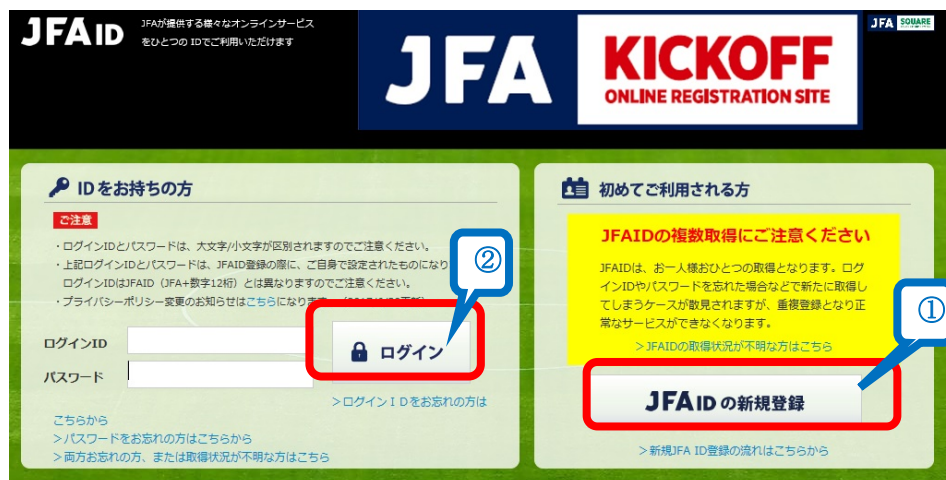 JFAID
JFAが提供する様々なオンラインサービス
をひとつの IDでご利用いただけます
JFA
KICKOFF
ONLINE REGISTRATION SITE
JFA SQUARE
IDをお持ちの方
ご注意
・ログインIDとパスワードは、大文字/小文字が区別されますのでご注意ください。
・上記ログインIDとパスワードは、JFAID登録の際に、ご自身で設定されたものになり
ログインIDはJFAID（JFA+数字12桁）とは異なりますのでご注意ください。
・プライバシーポリシー変更のお知らせはこちらになります
②
ログインID
パスワード
ログイン
>ログインＩＤをお忘れの方は
こちらから
>パスワードをお忘れの方はこちらから
>両方お忘れの方、または取得状況が不明な方はこちら
初めてご利用される方
JFAIDの複数取得にご注意ください
JFAIDは、お一人様おひとつの取得となります。ログ
インIDやパスワードを忘れた場合などで新たに取得し
てしまうケースが散見されますが、重複登録となり正
常なサービスができなくなります。
>JFAIDの取得状況が不明な方はこちら
①
JFAIDの新規登録
>新規JFA ID登録の流れはこちらから